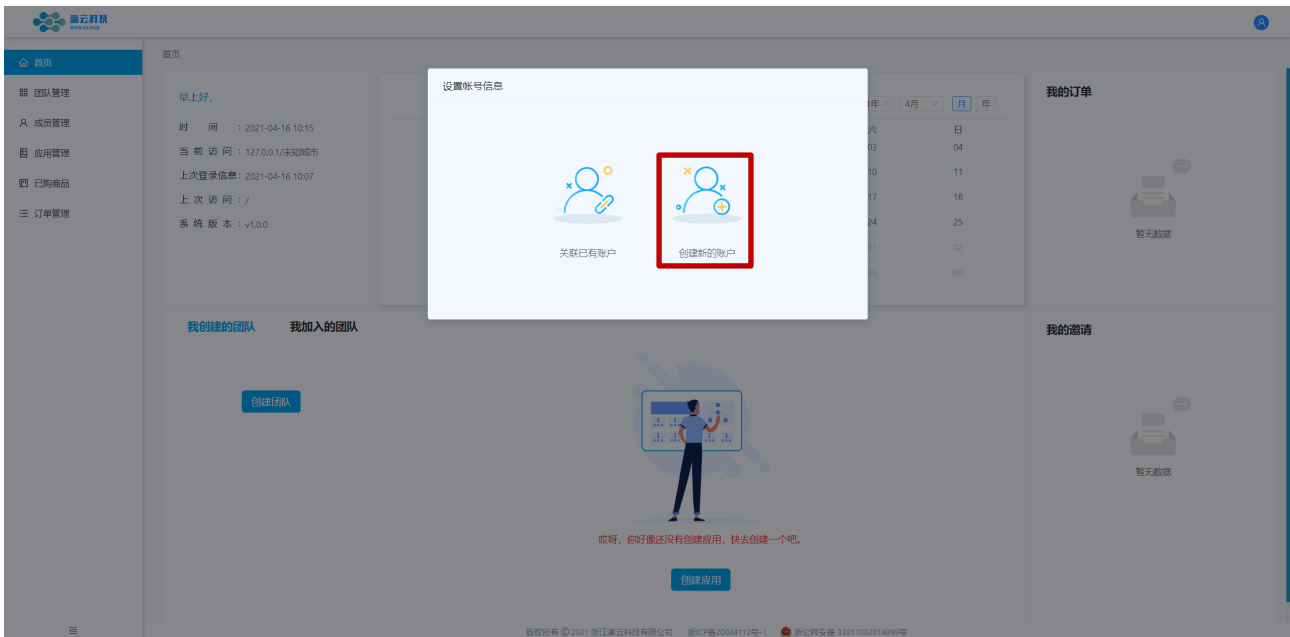 瀛云科技
WON CLOUD
首页
团队管理
成员管理
应用管理
已购商品
订单管理
首页
早上好,
时 间 : 2021-04-16 10:15
当 前 访 问 : 127.0.0.1/未知城市
上次登录信息: 2021-04-16 10:07
上 次 访 问 : /
系 统 版 本 : v1.0.0
设置帐号信息
关联已有账户
创建新的账户
1年 4月 月 年
六 日
03 04
10 11
17 18
24 25
01 02
08 09
我的订单
暂无数据
我创建的团队 我加入的团队
创建团队
哎呀，你好像还没有创建应用，快去创建一个吧。
创建应用
我的邀请
暂无数据
版权所有 © 2021 浙江瀛云科技有限公司 浙ICP备20024112号-1 浙公网安备 33011002014999号